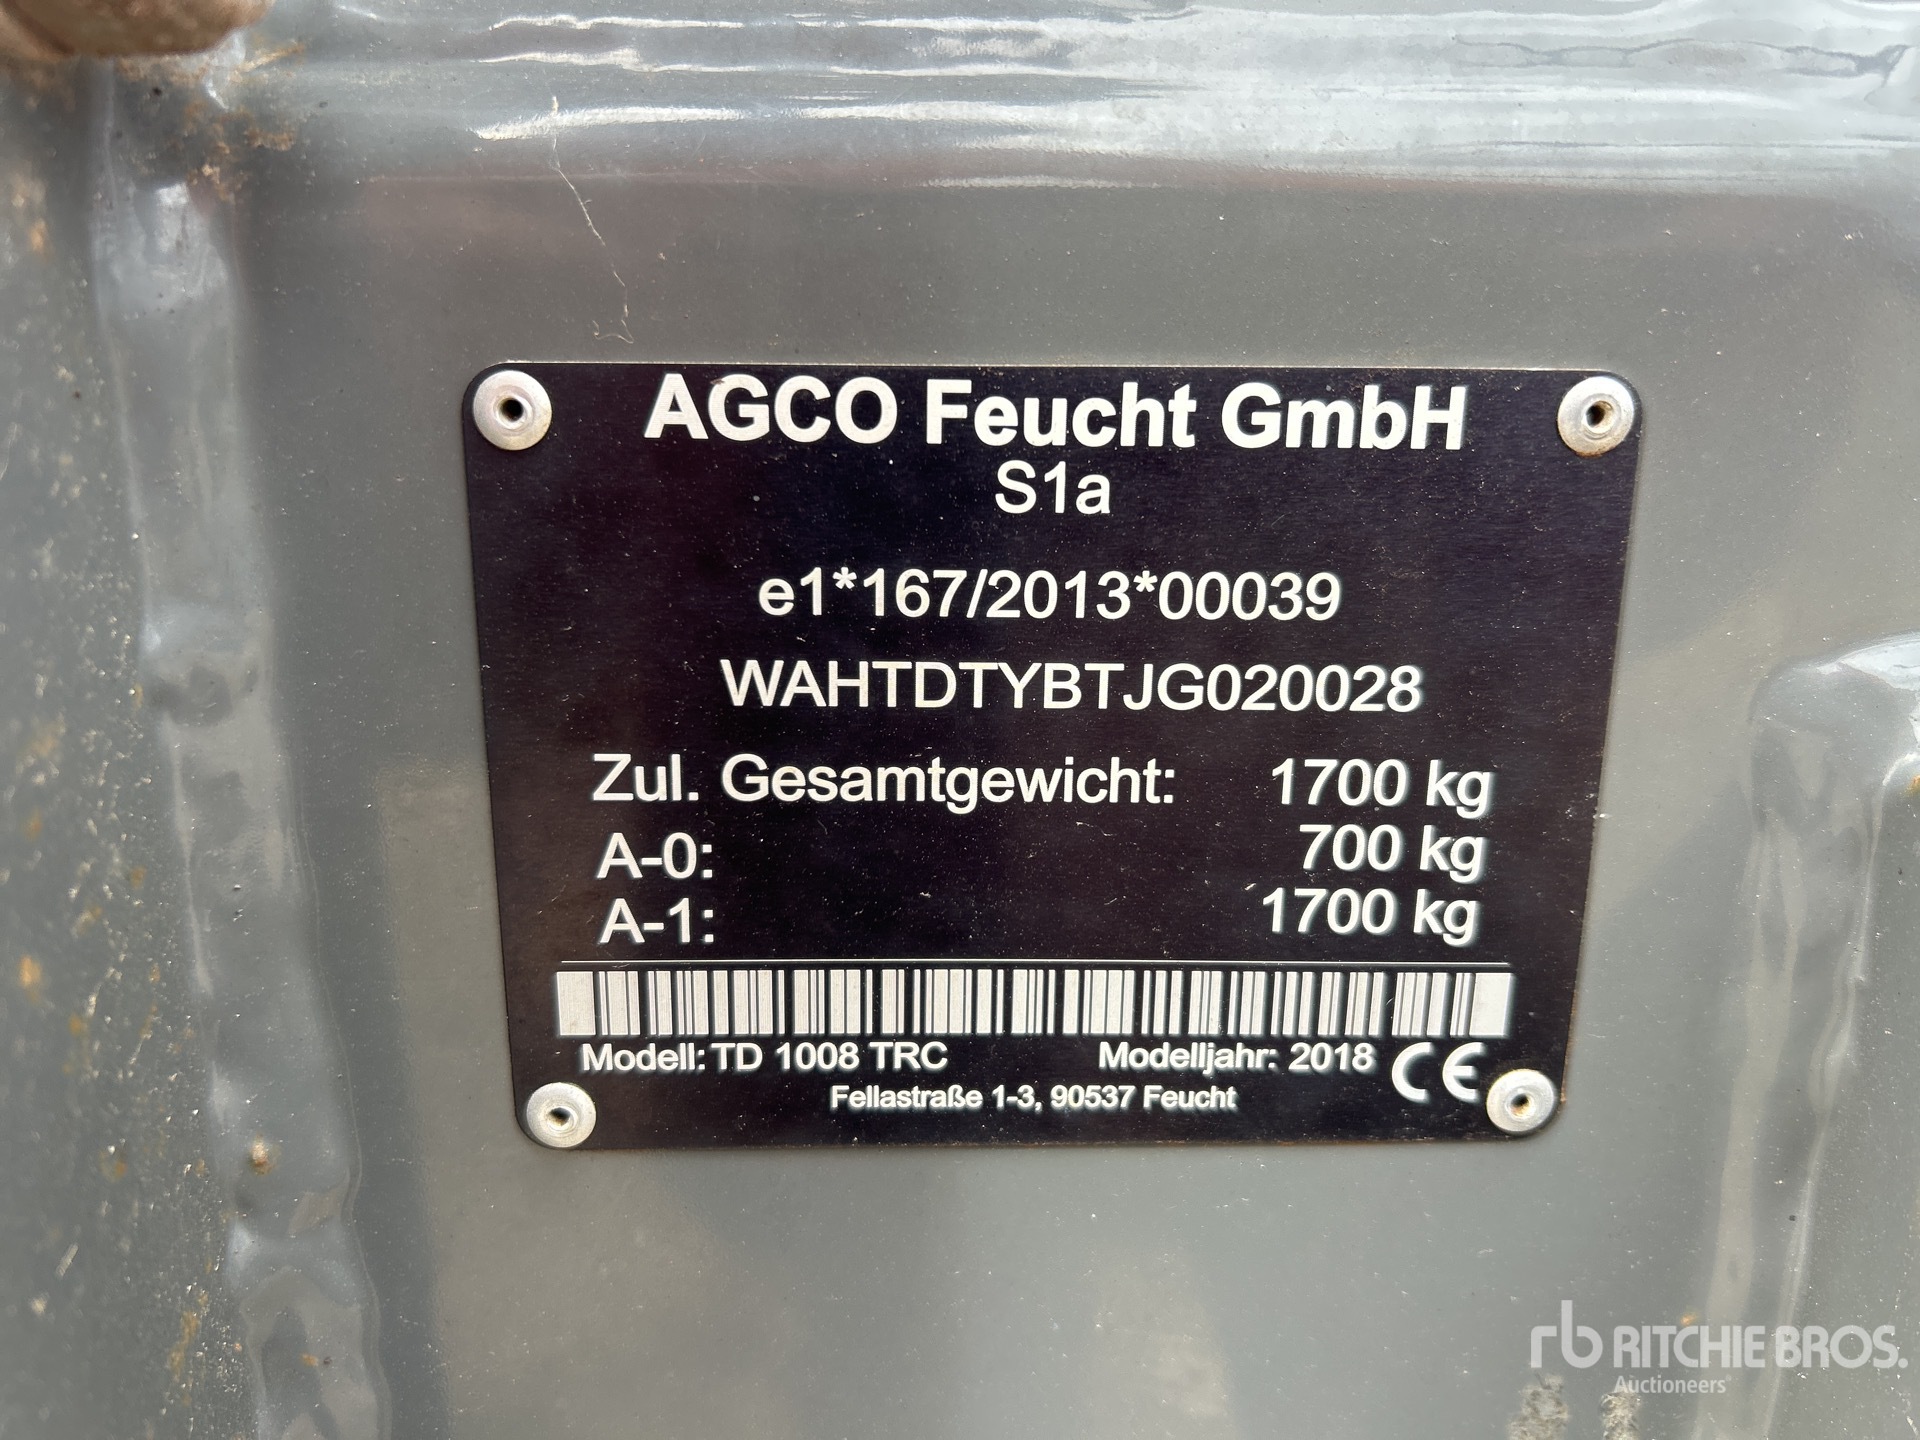 AGCO Feucht GmbH
S1a
e1*167/2013*00039
WAHTDTYBTJG020028
Zul. Gesamtgewicht: 1700 kg
A-0: 700 kg
A-1: 1700 kg
Modell: TD 1008 TRC Modelljahr: 2018 CE
Fellastraße 1-3, 90537 Feucht
rb RITCHIE BROS.
Auctioneers